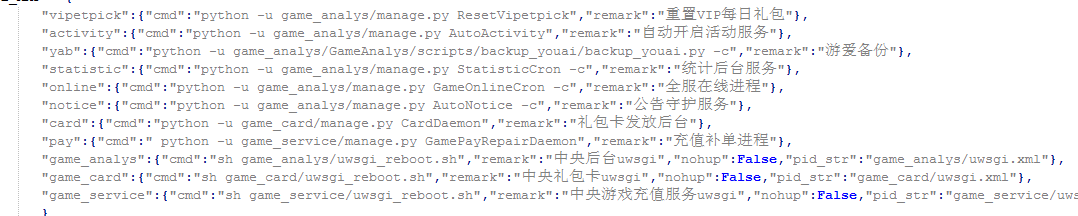 "vipetpick":{"cmd":"python -u game_analys/manage.py ResetVipetpick","remark":"重置VIP每日礼包"},
"activity":{"cmd":"python -u game_analys/manage.py AutoActivity","remark":"自动开启活动服务"},
"yab":{"cmd":"python -u game_analys/GameAnalys/scripts/backup_youai/backup_youai.py -c","remark":"游爱备份"},
"statistic":{"cmd":"python -u game_analys/manage.py StatisticCron -c","remark":"统计后台服务"},
"online":{"cmd":"python -u game_analys/manage.py GameOnlineCron -c","remark":"全服在线进程"},
"notice":{"cmd":"python -u game_analys/manage.py AutoNotice -c","remark":"公告守护服务"},
"card":{"cmd":"python -u game_card/manage.py CardDaemon","remark":"礼包卡发放后台"},
"pay":{"cmd":" python -u game_service/manage.py GamePayRepairDaemon","remark":"充值补单进程"},
"game_analys":{"cmd":"sh game_analys/uwsgi_reboot.sh","remark":"中央后台uwsgi","nohup":False,"pid_str":"game_analys/uwsgi.xml"},
"game_card":{"cmd":"sh game_card/uwsgi_reboot.sh","remark":"中央礼包卡uwsgi","nohup":False,"pid_str":"game_card/uwsgi.xml"},
"game_service":{"cmd":"sh game_service/uwsgi_reboot.sh","remark":"中央游戏充值服务uwsgi","nohup":False,"pid_str":"game_service/uws
}